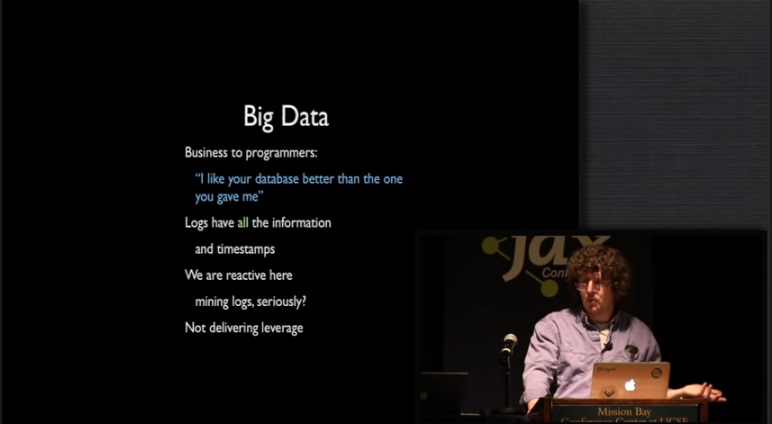 Big Data
Business to programmers:
“I like your database better than the one
you gave me”
Logs have all the information
and timestamps
We are reactive here
mining logs, seriously?
Not delivering leverage
jax
Conf
Mission Bay
Conference Center at UCSF